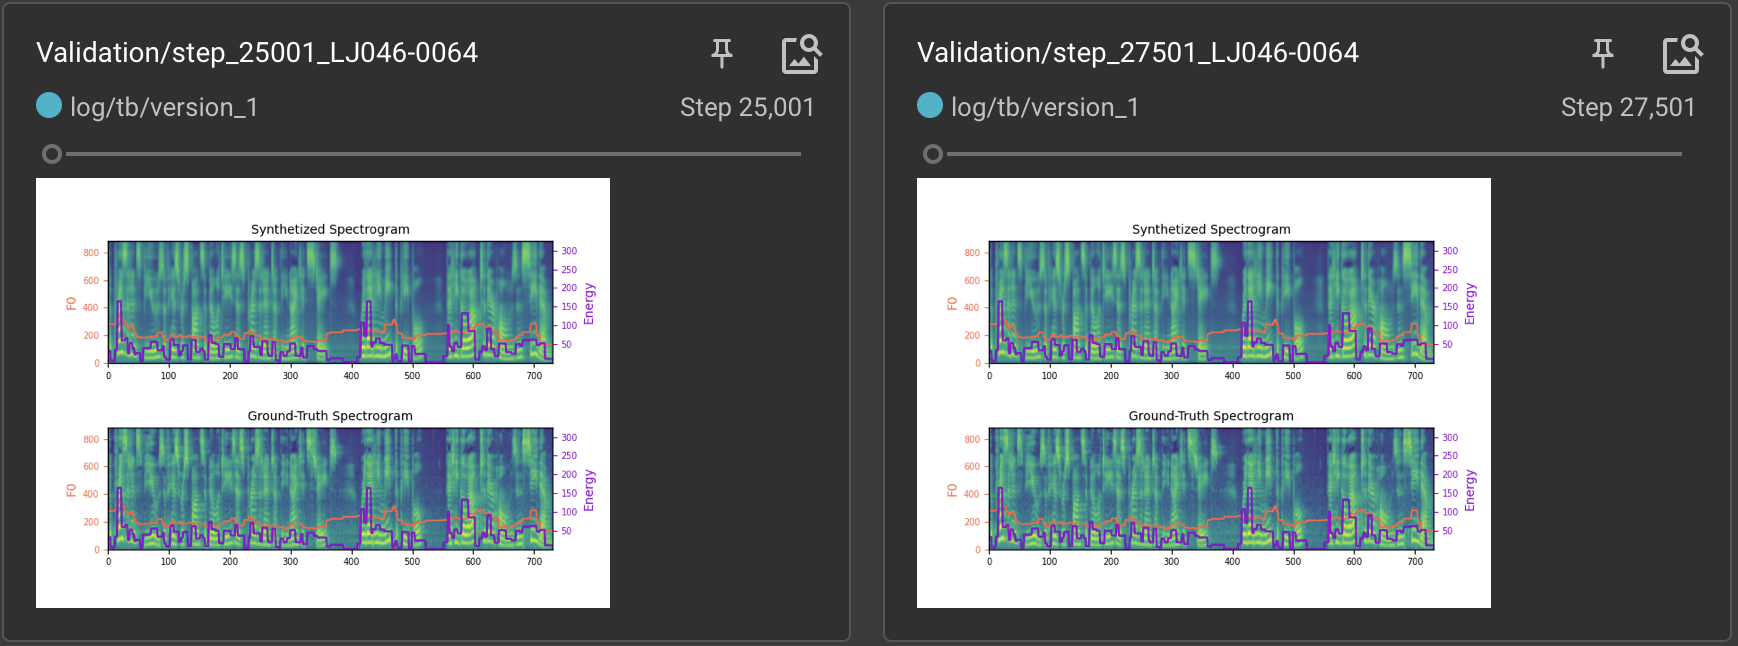 Validation/step_25001_LJ046-0064
log/tb/version_1 Step 25,001
Synthetized Spectrogram
800
600
400
200
0
F0
300
250
200
150
100
50
Energy
0 100 200 300 400 500 600 700
Ground-Truth Spectrogram
800
600
400
200
0
F0
300
250
200
150
100
50
Energy
0 100 200 300 400 500 600 700
Validation/step_27501_LJ046-0064
log/tb/version_1 Step 27,501
Synthetized Spectrogram
800
600
400
200
0
F0
300
250
200
150
100
50
Energy
0 100 200 300 400 500 600 700
Ground-Truth Spectrogram
800
600
400
200
0
F0
300
250
200
150
100
50
Energy
0 100 200 300 400 500 600 700